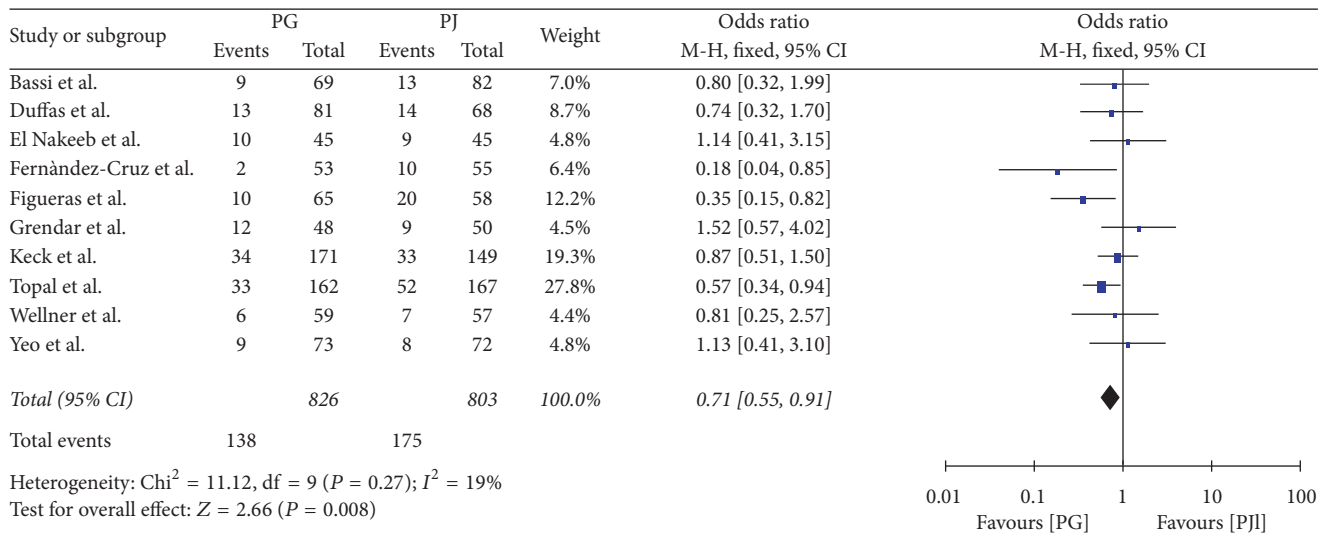 Study or subgroup PG PJ Weight Odds ratio Odds ratio
Events Total Events Total M-H, fixed, 95% CI M-H, fixed, 95% CI
Bassi et al. 9 69 13 82 7.0% 0.80 [0.32, 1.99]
Duffas et al. 13 81 14 68 8.7% 0.74 [0.32, 1.70]
El Nakeeb et al. 10 45 9 45 4.8% 1.14 [0.41, 3.15]
Fernàndez-Cruz et al. 2 53 10 55 6.4% 0.18 [0.04, 0.85]
Figueras et al. 10 65 20 58 12.2% 0.35 [0.15, 0.82]
Grendar et al. 12 48 9 50 4.5% 1.52 [0.57, 4.02]
Keck et al. 34 171 33 149 19.3% 0.87 [0.51, 1.50]
Topal et al. 33 162 52 167 27.8% 0.57 [0.34, 0.94]
Wellner et al. 6 59 7 57 4.4% 0.81 [0.25, 2.57]
Yeo et al. 9 73 8 72 4.8% 1.13 [0.41, 3.10]
Total (95% CI) 826 803 100.0% 0.71 [0.55, 0.91]
Total events 138 175
Heterogeneity: Chi² = 11.12, df = 9 (P = 0.27); I² = 19%
Test for overall effect: Z = 2.66 (P = 0.008)
0.01 0.1 1 10 100
Favours [PG] Favours [PJl]